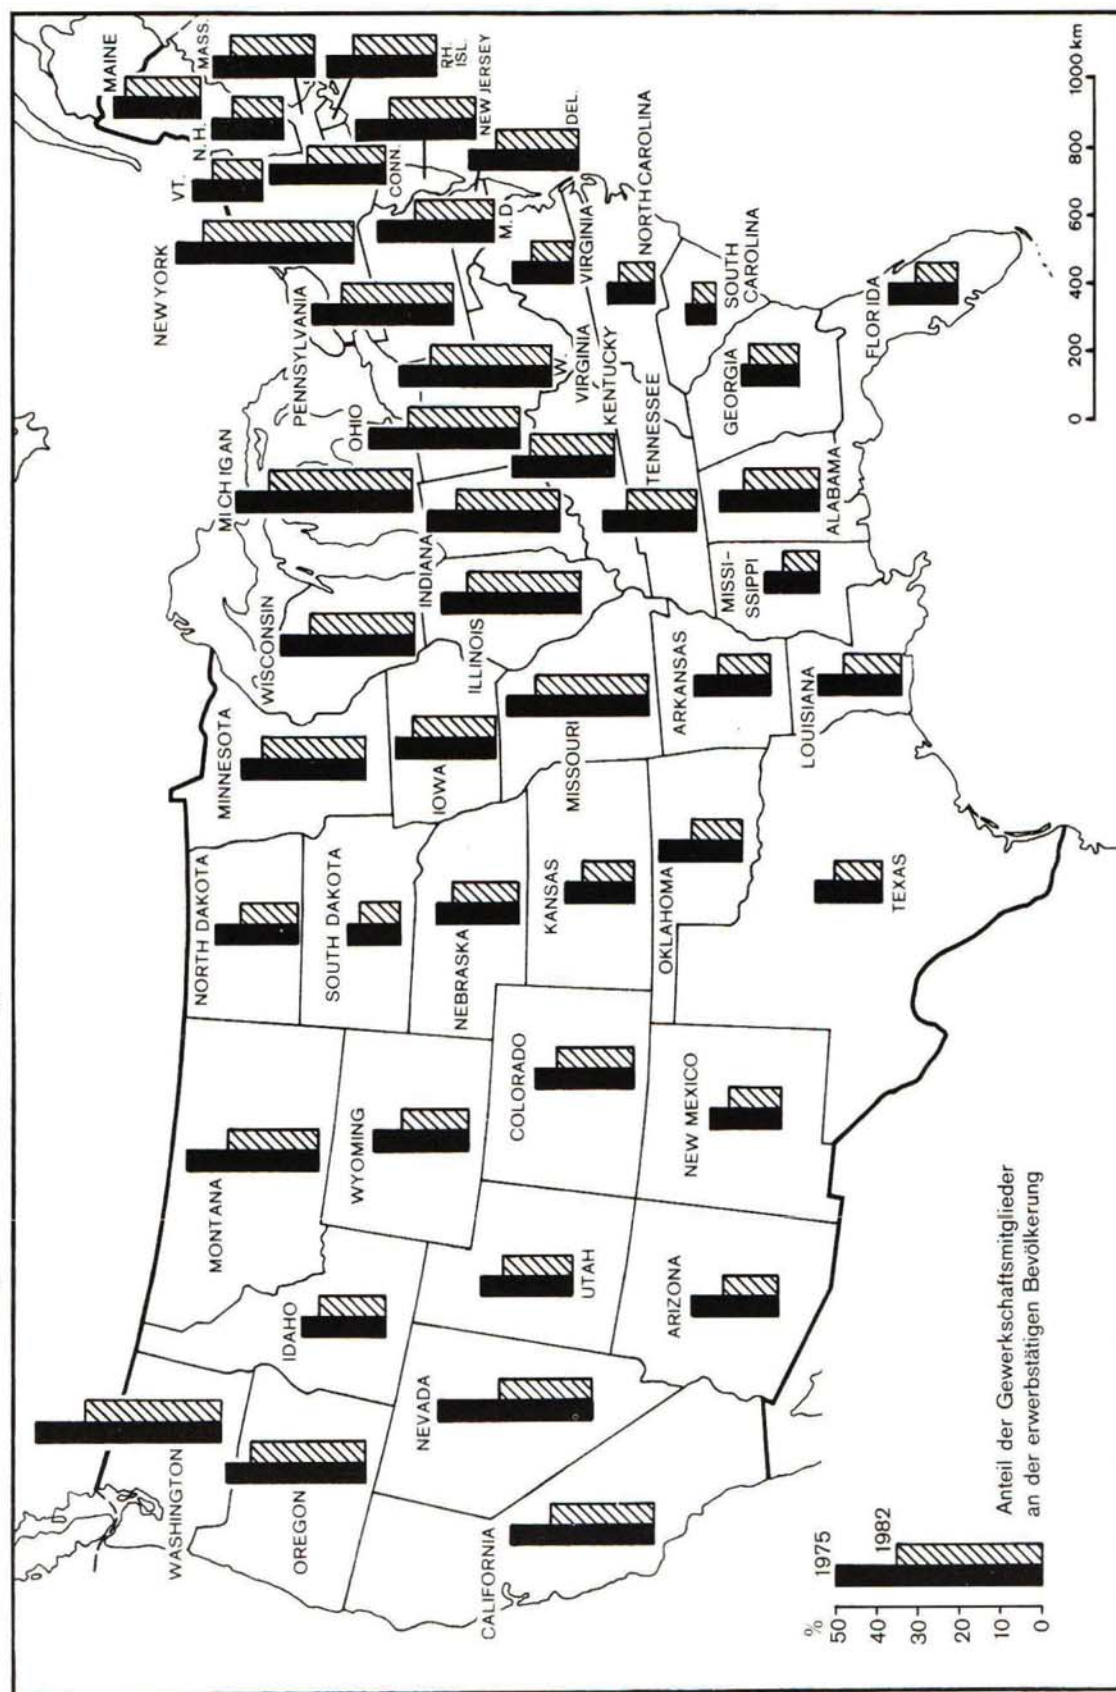 WASHINGTON
OREGON
CALIFORNIA
NEVADA
IDAHO
MONTANA
WYOMING
UTAH
ARIZONA
COLORADO
NEW MEXICO
NORTH DAKOTA
SOUTH DAKOTA
NEBRASKA
KANSAS
OKLAHOMA
TEXAS
MINNESOTA
IOWA
MISSOURI
ARKANSAS
LOUISIANA
WISCONSIN
ILLINOIS
MICHIGAN
INDIANA
OHIO
KENTUCKY
TENNESSEE
MISSI-
SSIPPI
ALABAMA
GEORGIA
FLORIDA
SOUTH
CAROLINA
NORTH CAROLINA
VIRGINIA
W.
VIRGINIA
PENNSYLVANIA
NEW YORK
VT.
N. H.
MAINE
MASS.
RH.
ISL.
CONN.
NEW JERSEY
DEL.
M. D.
%
50
40
30
20
10
0
1975
1982
Anteil der Gewerkschaftsmitglieder
an der erwerbstätigen Bevölkerung
0 200 400 600 800 1000 km